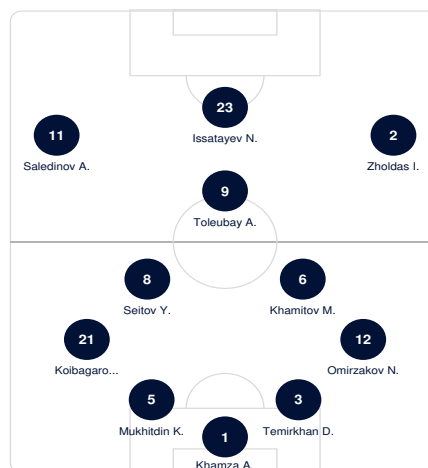 23
Issatayev N.
11
Saledinov A.
2
Zholdas I.
9
Toleubay A.
8
Seitov Y.
6
Khamitov M.
21
Koibagaro...
12
Omirzakov N.
5
Mukhitdin K.
3
Temirkhan D.
1
Khamza A.